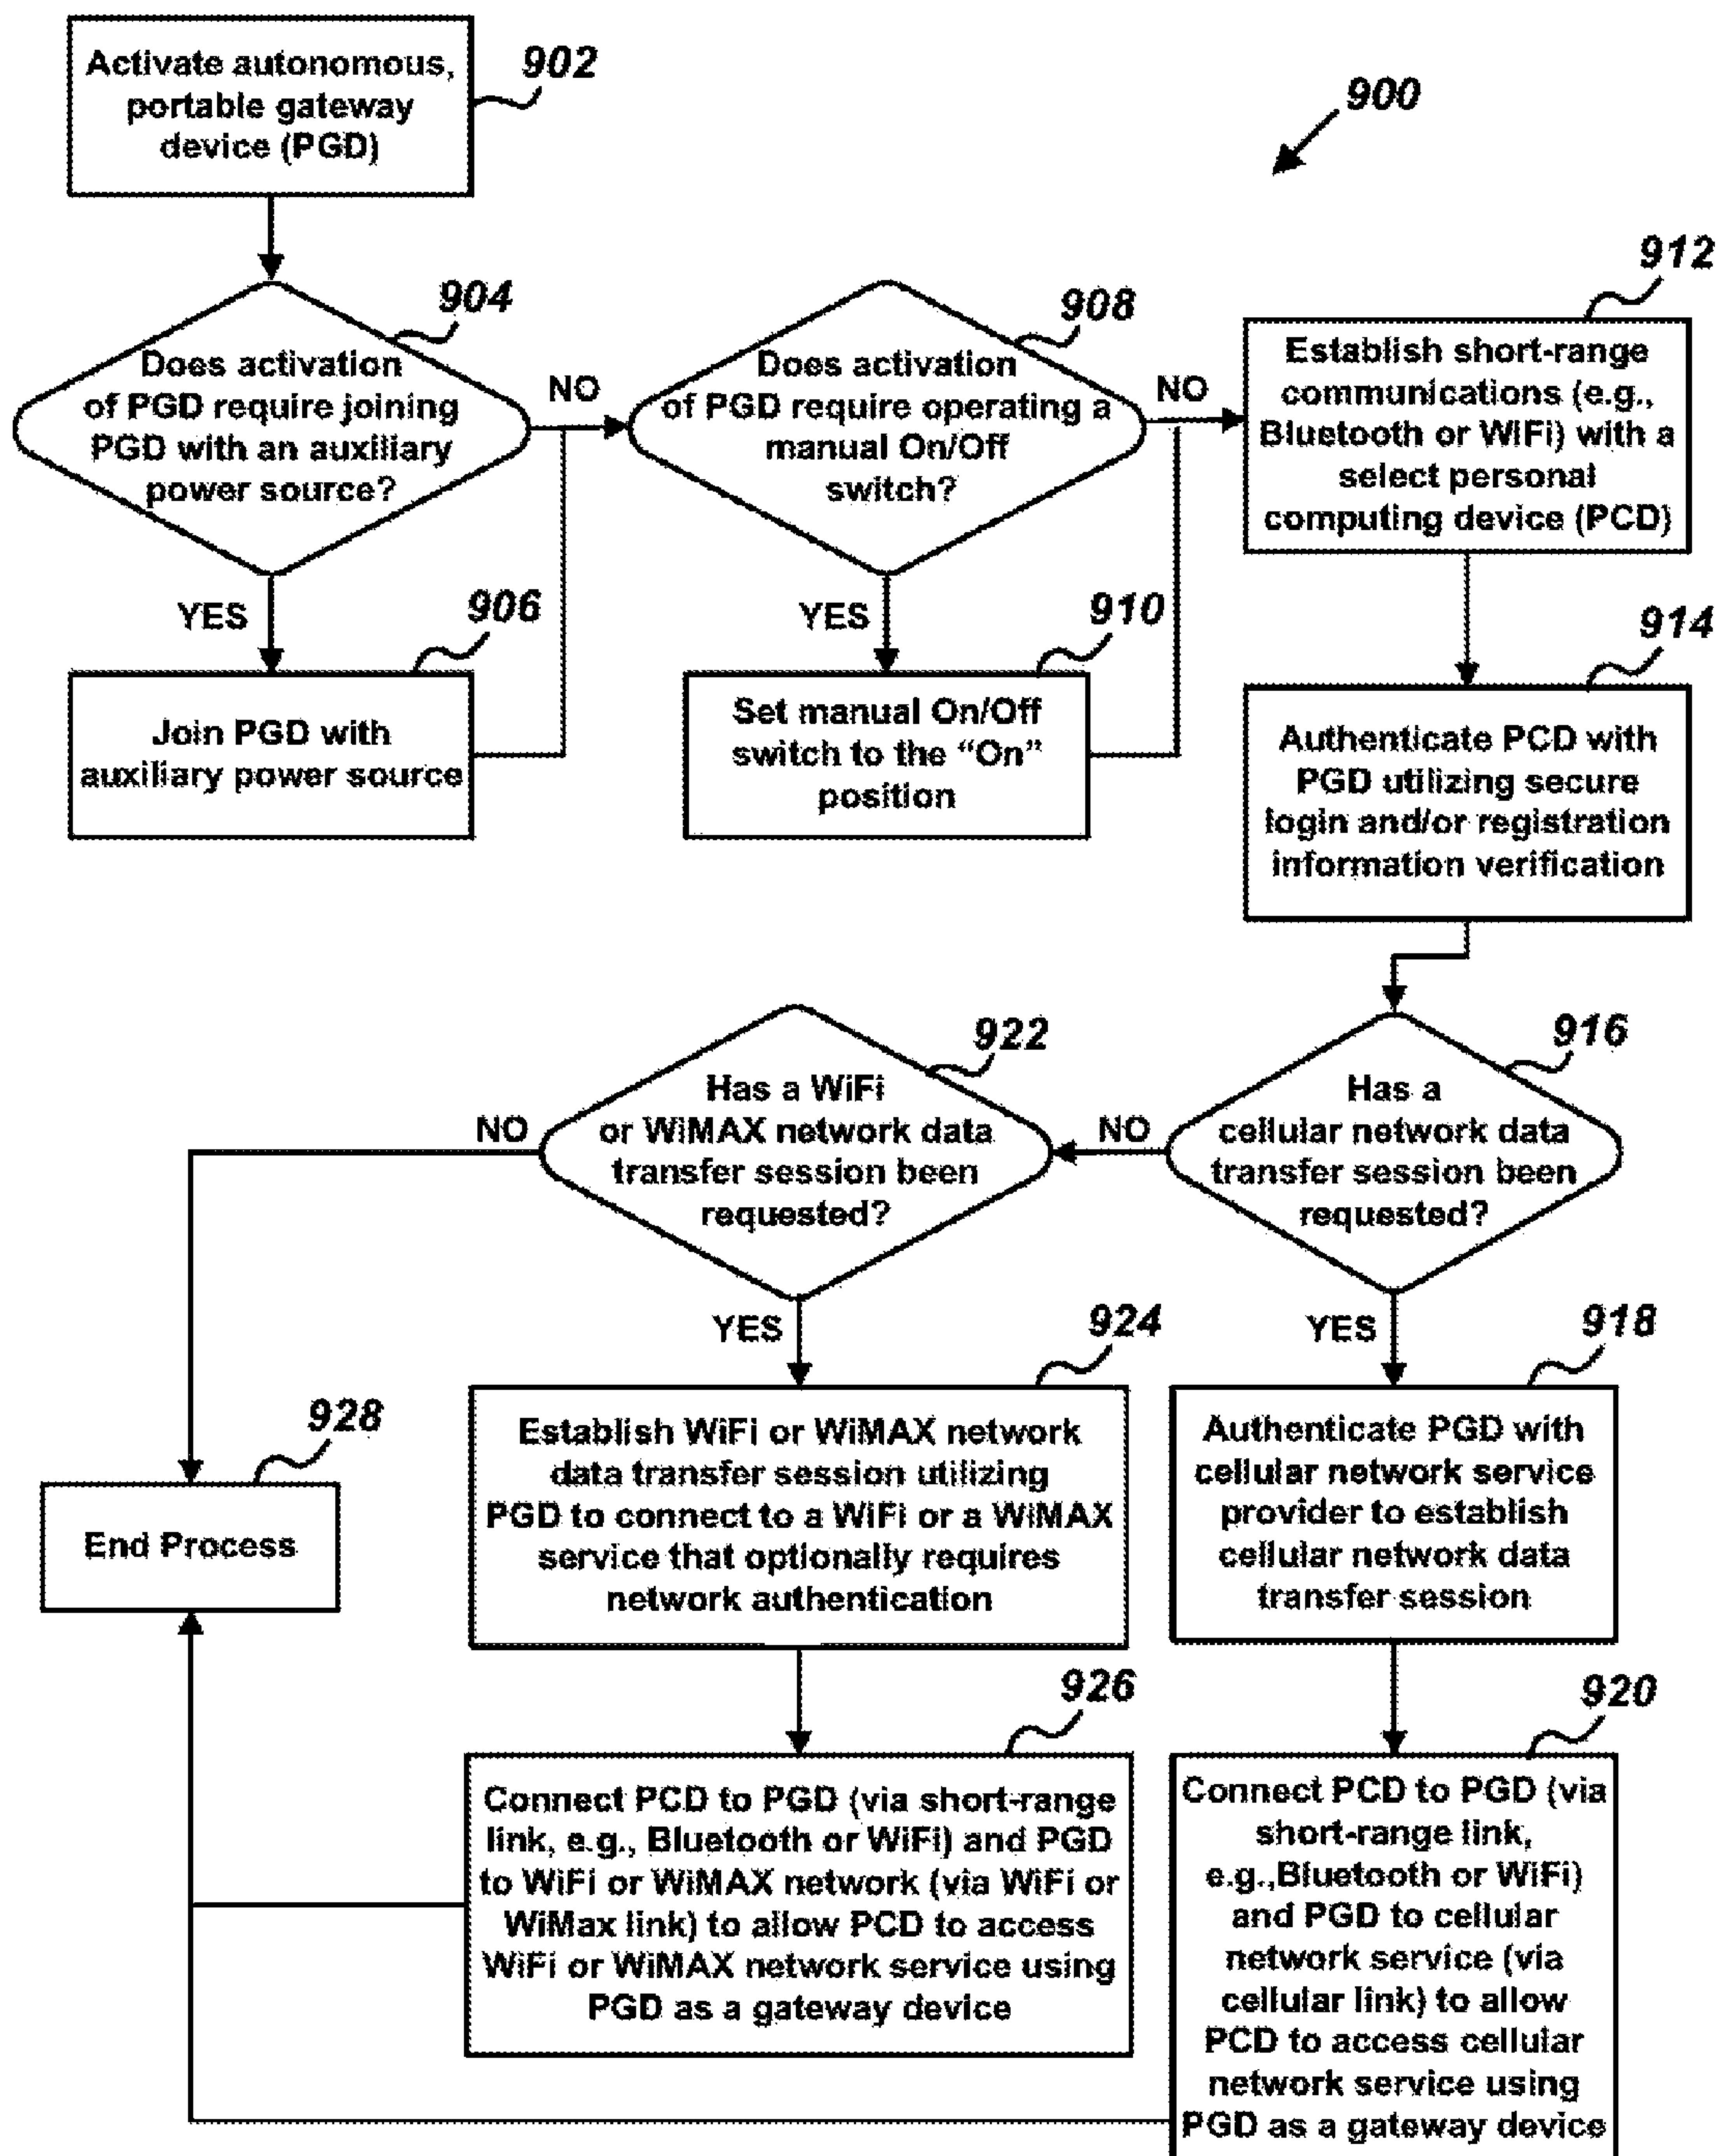 Activate autonomous,
portable gateway
device (PGD)
902
900
904
Does activation
of PGD require joining
PGD with an auxiliary
power source?
NO
YES
906
Join PGD with
auxiliary power source
908
Does activation
of PGD require operating a
manual On/Off
switch?
NO
YES
910
Set manual On/Off
switch to the “On”
position
912
Establish short-range
communications (e.g.,
Bluetooth or WiFi) with a
select personal
computing device (PCD)
914
Authenticate PCD with
PGD utilizing secure
login and/or registration
information verification
916
Has a
cellular network data
transfer session been
requested?
NO
YES
918
Authenticate PGD with
cellular network service
provider to establish
cellular network data
transfer session
920
Connect PCD to PGD (via
short-range link,
e.g.,Bluetooth or WiFi)
and PGD to cellular
network service (via
cellular link) to allow
PCD to access cellular
network service using
PGD as a gateway device
922
Has a WiFi
or WiMAX network data
transfer session been
requested?
NO
YES
924
Establish WiFi or WiMAX network
data transfer session utilizing
PGD to connect to a WiFi or a WiMAX
service that optionally requires
network authentication
926
Connect PCD to PGD (via short-range
link, e.g., Bluetooth or WiFi) and PGD
to WiFi or WiMAX network (via WiFi or
WiMax link) to allow PCD to access
WiFi or WiMAX network service using
PGD as a gateway device
928
End Process